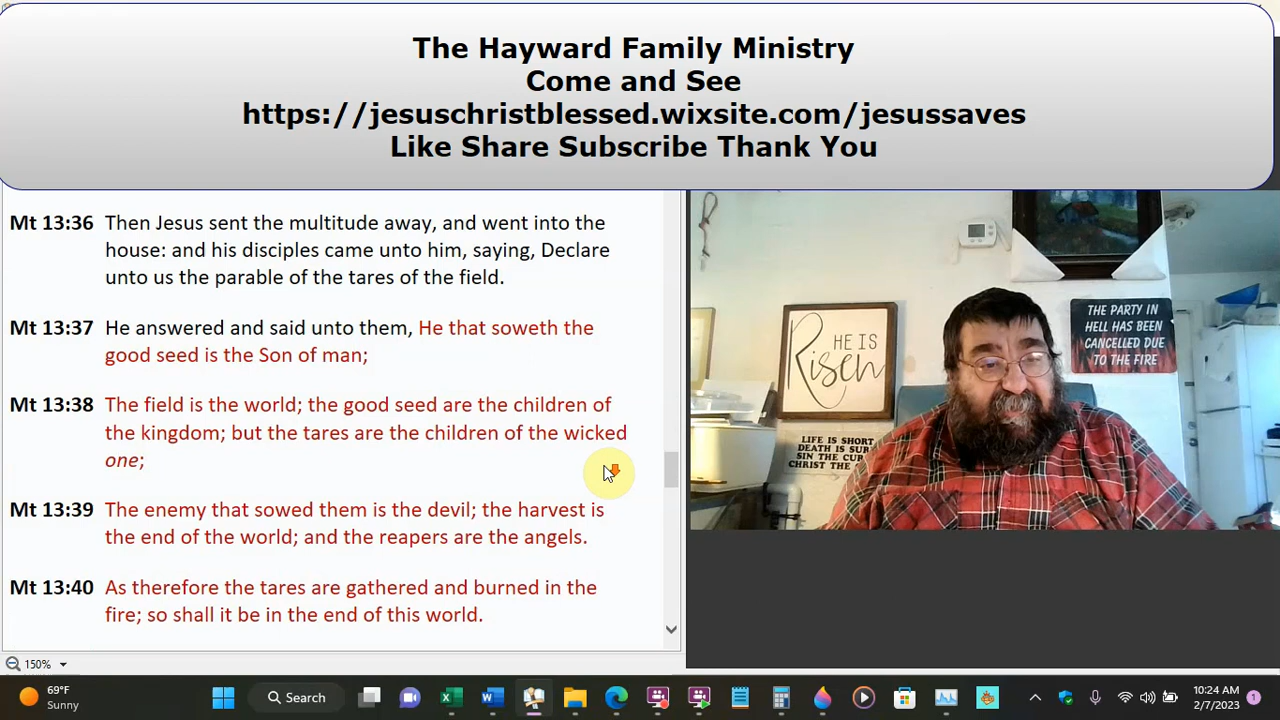 The Hayward Family Ministry
Come and See
https://jesuschristblessed.wixsite.com/jesussaves
Like Share Subscribe Thank You
Mt 13:36 Then Jesus sent the multitude away, and went into the
house: and his disciples came unto him, saying, Declare
unto us the parable of the tares of the field.
Mt 13:37 He answered and said unto them, He that soweth the
good seed is the Son of man;
Mt 13:38 The field is the world; the good seed are the children of
the kingdom; but the tares are the children of the wicked
one;
Mt 13:39 The enemy that sowed them is the devil; the harvest is
the end of the world; and the reapers are the angels.
Mt 13:40 As therefore the tares are gathered and burned in the
fire; so shall it be in the end of this world.
HE IS
Risen
THE PARTY IN
HELL HAS BEEN
CANCELLED DUE
TO THE FIRE
LIFE IS SHORT
DEATH IS SUR
SIN THE CUR
CHRIST THE
150%
69°F
Sunny
Search
10:24 AM
2/7/2023
1